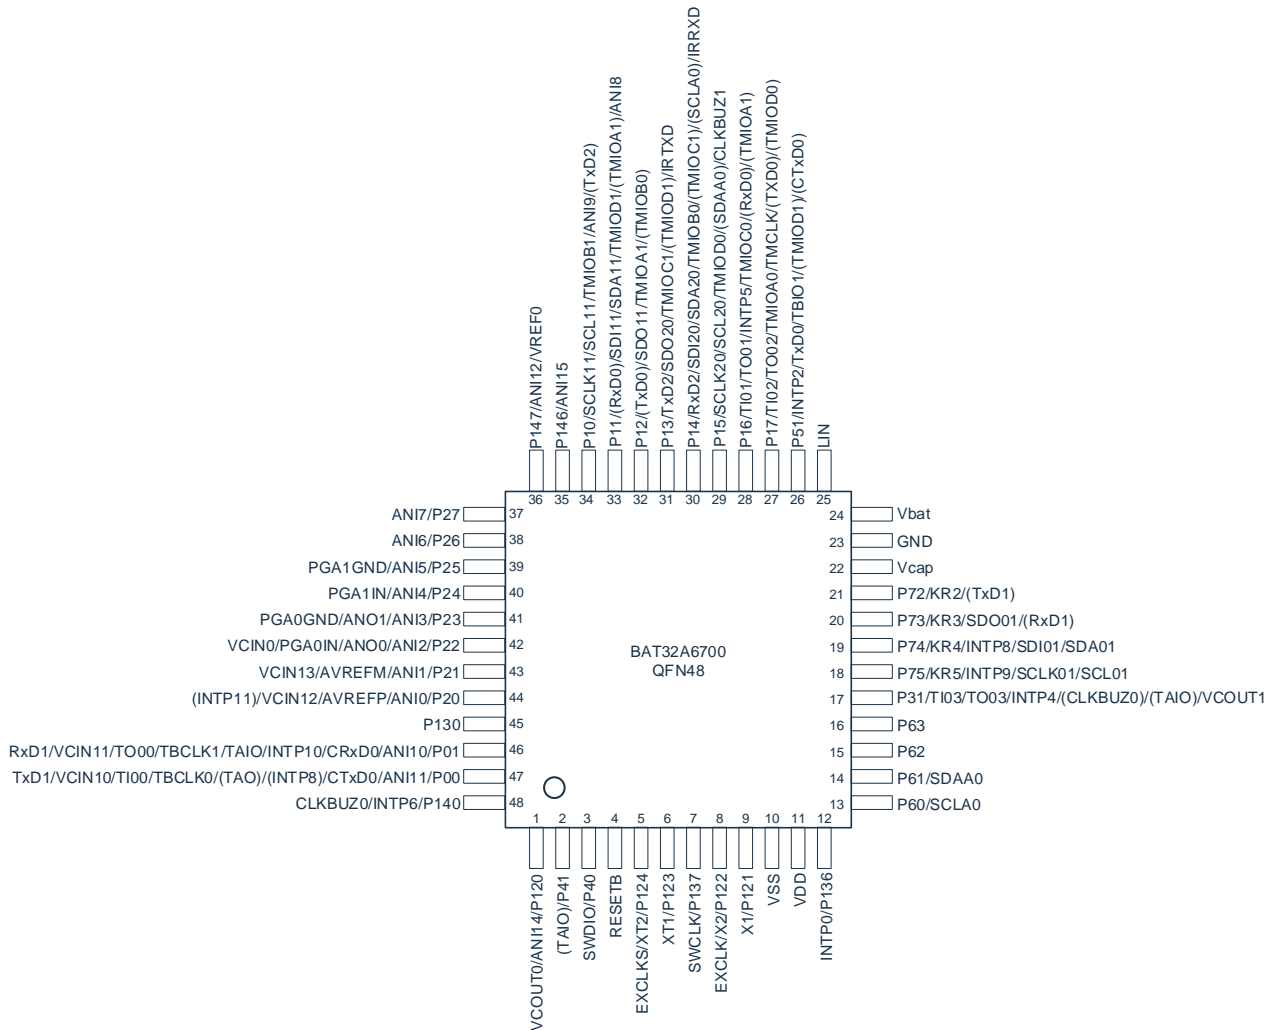 P147/ANI12/VREF0
P146/ANI15
P10/SCLK11/SCL11/TMIOB1/ANI9/(TxD2)
P11/(RxD0)/SDI11/SDA11/TMIOD1/(TMIOA1)/ANI8
P12/(TxD0)/SDO11/TMIOA1/(TMIOB0)
P13/TxD2/SDO20/TMIOC1/(TMIOD1)/IRTXD
P14/RxD2/SDI20/SDA20/TMIOB0/(TMIOC1)/(SCLA0)/IRRXD
P15/SCLK20/SCL20/TMIOD0/(SDAA0)/CLKBUZ1
P16/TI01/TO01/INTP5/TMIOC0/(RxD0)/(TMIOA1)
P17/TI02/TO02/TMIOA0/TMCLK/(TXD0)/(TMIOD0)
P51/INTP2/TxD0/TBIO1/(TMIOD1)/(CTxD0)
LIN
36 35 34 33 32 31 30 29 28 27 26 25
ANI7/P27 37
ANI6/P26 38
PGA1GND/ANI5/P25 39
PGA1IN/ANI4/P24 40
PGA0GND/ANO1/ANI3/P23 41
VCIN0/PGA0IN/ANO0/ANI2/P22 42
VCIN13/AVREFM/ANI1/P21 43
(INTP11)/VCIN12/AVREFP/ANI0/P20 44
P130 45
RxD1/VCIN11/TO00/TBCLK1/TAIO/INTP10/CRxD0/ANI10/P01 46
TxD1/VCIN10/TI00/TBCLK0/(TAO)/(INTP8)/CTxD0/ANI11/P00 47
CLKBUZ0/INTP6/P140 48
BAT32A6700
QFN48
24 Vbat
23 GND
22 Vcap
21 P72/KR2/(TxD1)
20 P73/KR3/SDO01/(RxD1)
19 P74/KR4/INTP8/SDI01/SDA01
18 P75/KR5/INTP9/SCLK01/SCL01
17 P31/TI03/TO03/INTP4/(CLKBUZ0)/(TAIO)/VCOUT1
16 P63
15 P62
14 P61/SDAA0
13 P60/SCLA0
1 2 3 4 5 6 7 8 9 10 11 12
VCOUT0/ANI14/P120
(TAIO)/P41
SWDIO/P40
RESETB
EXCLKS/XT2/P124
XT1/P123
SWCLK/P137
EXCLK/X2/P122
X1/P121
VSS
VDD
INTP0/P136